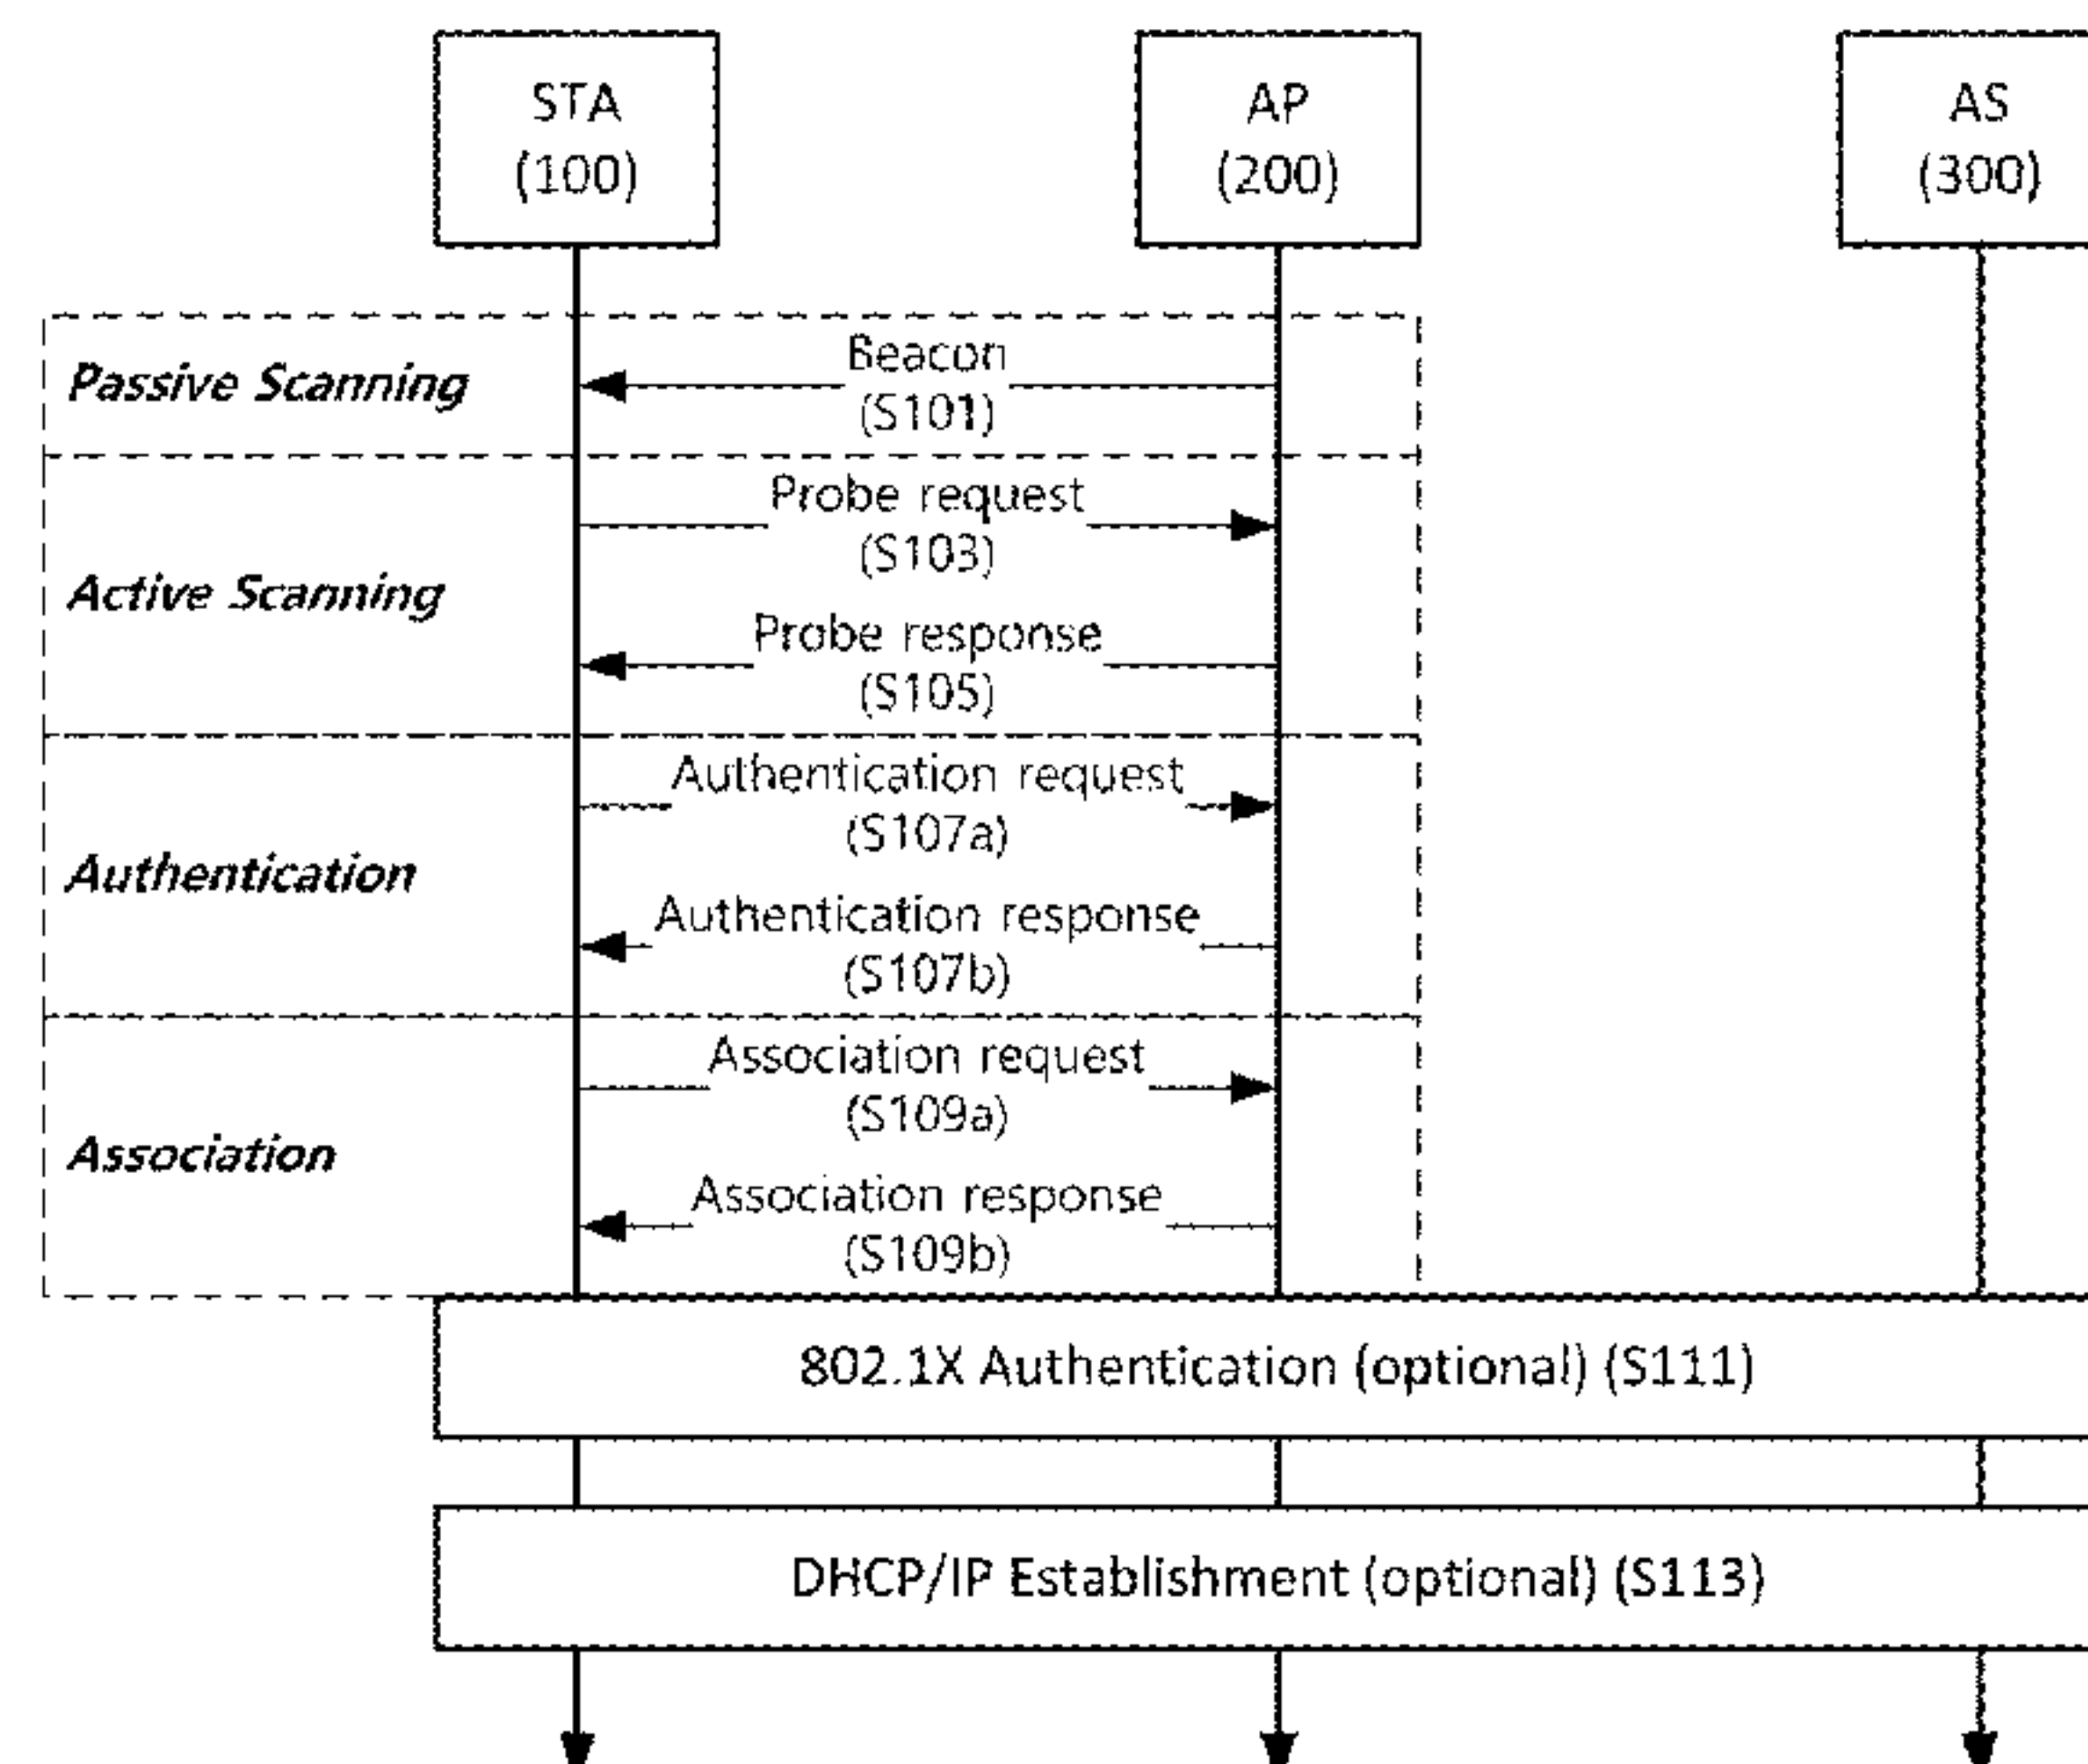 STA
(100)
AP
(200)
AS
(300)
Passive Scanning
Beacon
(S101)
Active Scanning
Probe request
(S103)
Probe response
(S105)
Authentication
Authentication request
(S107a)
Authentication response
(S107b)
Association
Association request
(S109a)
Association response
(S109b)
802.1X Authentication (optional) (S111)
DHCP/IP Establishment (optional) (S113)